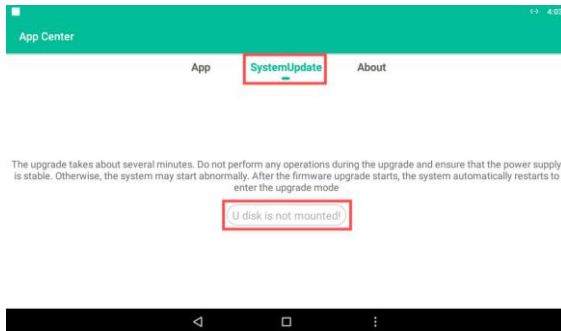 4:03
App Center
App SystemUpdate About
The upgrade takes about several minutes. Do not perform any operations during the upgrade and ensure that the power supply
is stable. Otherwise, the system may start abnormally. After the firmware upgrade starts, the system automatically restarts to
enter the upgrade mode
U disk is not mounted!